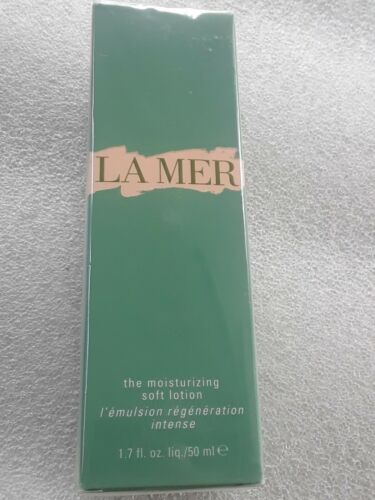 LA MER
the moisturizing
soft lotion
l'émulsion régénération
intense
1.7 fl. oz. liq./50 ml ℮